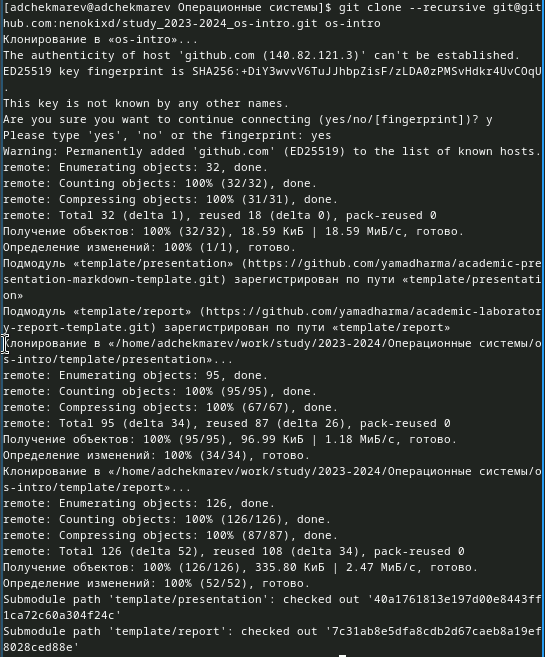 [adchekmarev@adchekmarev Операционные системы]$ git clone --recursive git@git
hub.com:nenokixd/study_2023-2024_os-intro.git os-intro
Клонирование в «os-intro»...
The authenticity of host 'github.com (140.82.121.3)' can't be established.
ED25519 key fingerprint is SHA256:+DiY3wvvV6TuJJhbpZisF/zLDA0zPMSvHdkr4UvCOqU
.
This key is not known by any other names.
Are you sure you want to continue connecting (yes/no/[fingerprint])? y
Please type 'yes', 'no' or the fingerprint: yes
Warning: Permanently added 'github.com' (ED25519) to the list of known hosts.
remote: Enumerating objects: 32, done.
remote: Counting objects: 100% (32/32), done.
remote: Compressing objects: 100% (31/31), done.
remote: Total 32 (delta 1), reused 18 (delta 0), pack-reused 0
Получение объектов: 100% (32/32), 18.59 КиБ | 18.59 МиБ/с, готово.
Определение изменений: 100% (1/1), готово.
Подмодуль «template/presentation» (https://github.com/yamadharma/academic-pre
sentation-markdown-template.git) зарегистрирован по пути «template/presentati
on»
Подмодуль «template/report» (https://github.com/yamadharma/academic-laborator
y-report-template.git) зарегистрирован по пути «template/report»
Клонирование в «/home/adchekmarev/work/study/2023-2024/Операционные системы/o
s-intro/template/presentation»...
remote: Enumerating objects: 95, done.
remote: Counting objects: 100% (95/95), done.
remote: Compressing objects: 100% (67/67), done.
remote: Total 95 (delta 34), reused 87 (delta 26), pack-reused 0
Получение объектов: 100% (95/95), 96.99 КиБ | 1.18 МиБ/с, готово.
Определение изменений: 100% (34/34), готово.
Клонирование в «/home/adchekmarev/work/study/2023-2024/Операционные системы/o
s-intro/template/report»...
remote: Enumerating objects: 126, done.
remote: Counting objects: 100% (126/126), done.
remote: Compressing objects: 100% (87/87), done.
remote: Total 126 (delta 52), reused 108 (delta 34), pack-reused 0
Получение объектов: 100% (126/126), 335.80 КиБ | 2.47 МиБ/с, готово.
Определение изменений: 100% (52/52), готово.
Submodule path 'template/presentation': checked out '40a1761813e197d00e8443ff
1ca72c60a304f24c'
Submodule path 'template/report': checked out '7c31ab8e5dfa8cdb2d67caeb8a19ef
8028ced88e'